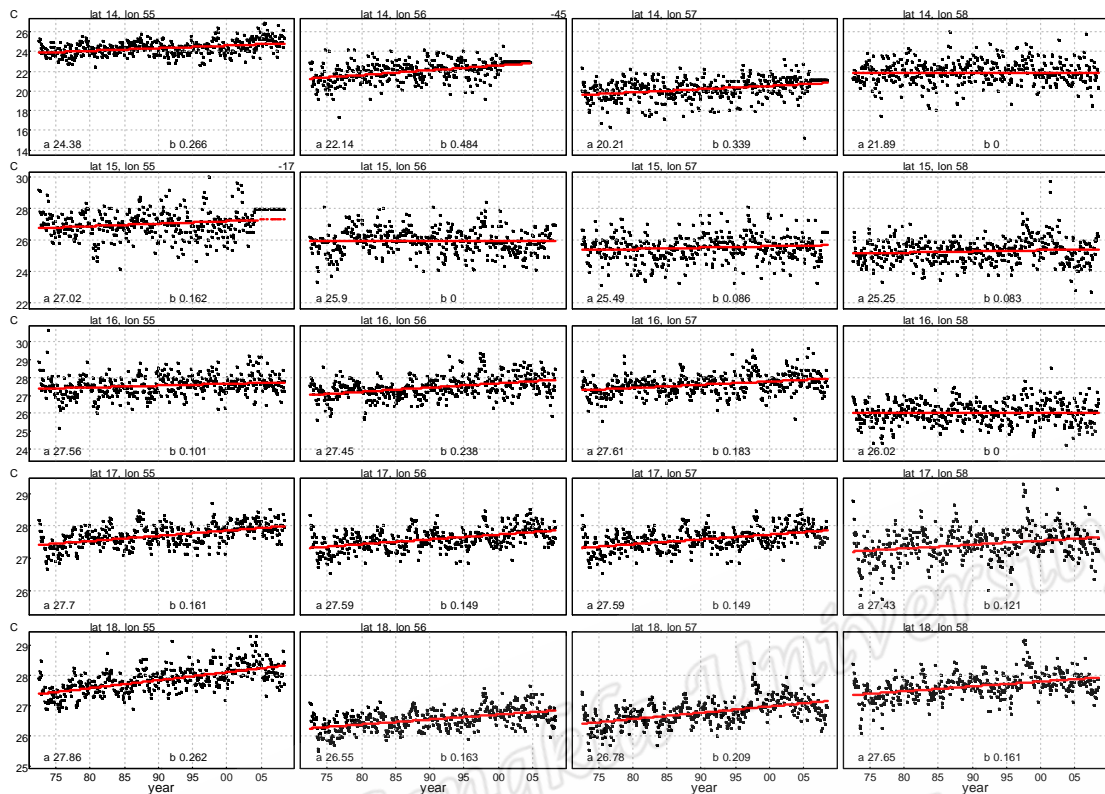 C lat 14, lon 55 lat 14, lon 56 -45 lat 14, lon 57 lat 14, lon 58
26
24
22
20
18
16
14
a 24.38 b 0.266 a 22.14 b 0.484 a 20.21 b 0.339 a 21.89 b 0
C lat 15, lon 55 -17 lat 15, lon 56 lat 15, lon 57 lat 15, lon 58
30
28
26
24
22
a 27.02 b 0.162 a 25.9 b 0 a 25.49 b 0.086 a 25.25 b 0.083
C lat 16, lon 55 lat 16, lon 56 lat 16, lon 57 lat 16, lon 58
30
29
28
27
26
25
24
a 27.56 b 0.101 a 27.45 b 0.238 a 27.61 b 0.183 a 26.02 b 0
C lat 17, lon 55 lat 17, lon 56 lat 17, lon 57 lat 17, lon 58
29
28
27
26
a 27.7 b 0.161 a 27.59 b 0.149 a 27.59 b 0.149 a 27.43 b 0.121
C lat 18, lon 55 lat 18, lon 56 lat 18, lon 57 lat 18, lon 58
29
28
27
26
25
a 27.86 b 0.262 a 26.55 b 0.163 a 26.78 b 0.209 a 27.65 b 0.161
75 80 85 90 95 00 05 75 80 85 90 95 00 05 75 80 85 90 95 00 05 75 80 85 90 95 00 05
year year year year